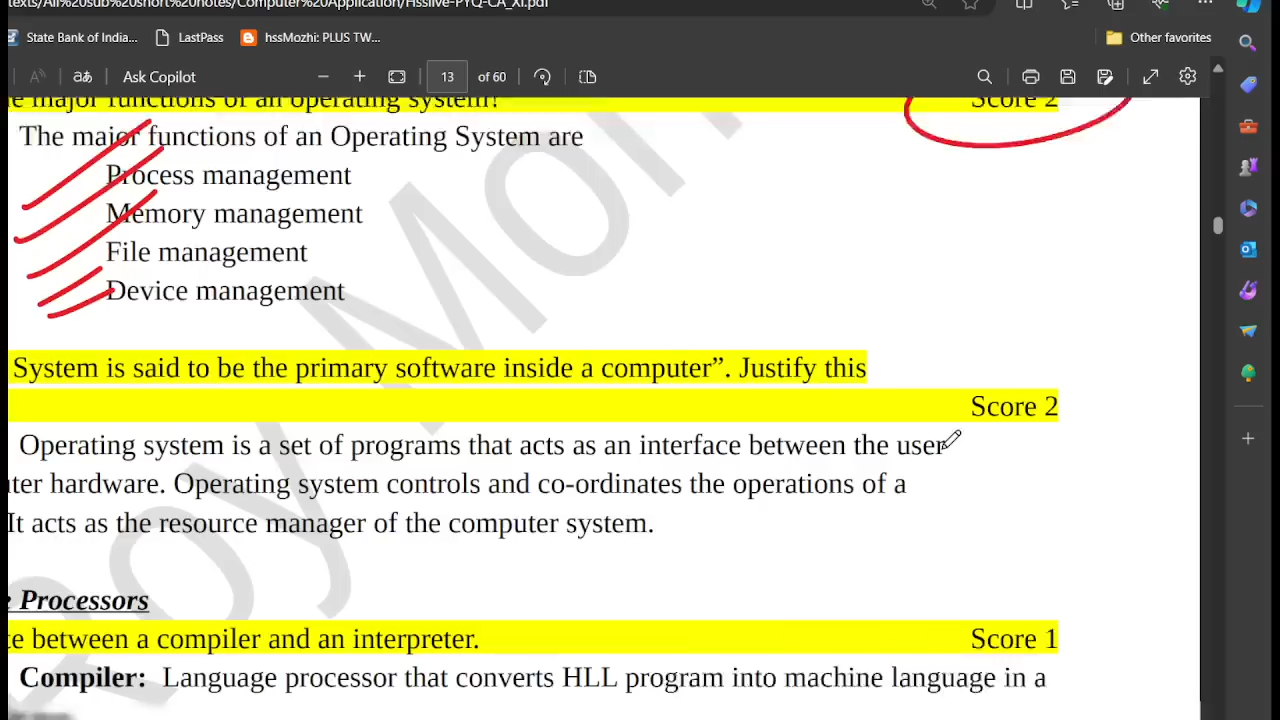 texts/All%20sub%20short%20notes/Computer%20Application/Hsslive-PYQ-CA_XI.pdf
State Bank of India...
LastPass
hssMozhi: PLUS TW...
Other favorites
Ask Copilot
13 of 60
e major functions of an operating system? Score 2
The major functions of an Operating System are
Process management
Memory management
File management
Device management
System is said to be the primary software inside a computer”. Justify this
Score 2
Operating system is a set of programs that acts as an interface between the user
uter hardware. Operating system controls and co-ordinates the operations of a
It acts as the resource manager of the computer system.
e Processors
te between a compiler and an interpreter. Score 1
Compiler: Language processor that converts HLL program into machine language in a